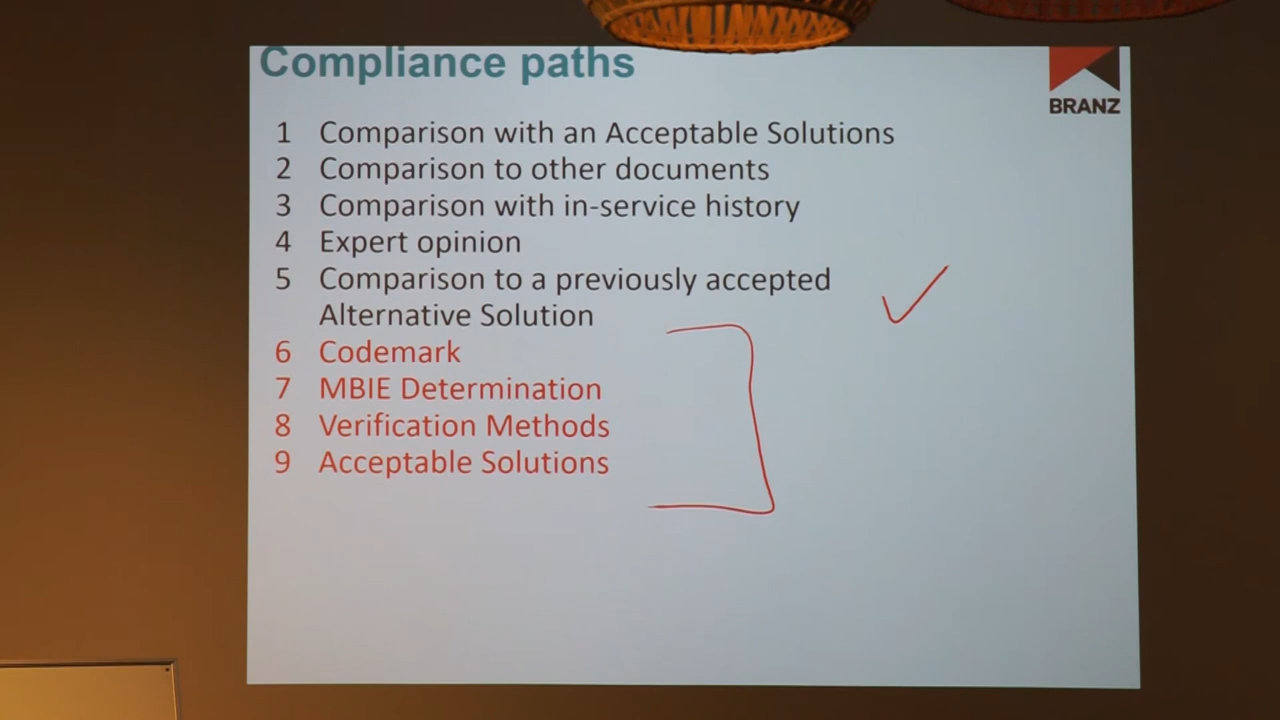 Compliance paths
BRANZ
1 Comparison with an Acceptable Solutions
2 Comparison to other documents
3 Comparison with in-service history
4 Expert opinion
5 Comparison to a previously accepted
Alternative Solution
6 Codemark
7 MBIE Determination
8 Verification Methods
9 Acceptable Solutions